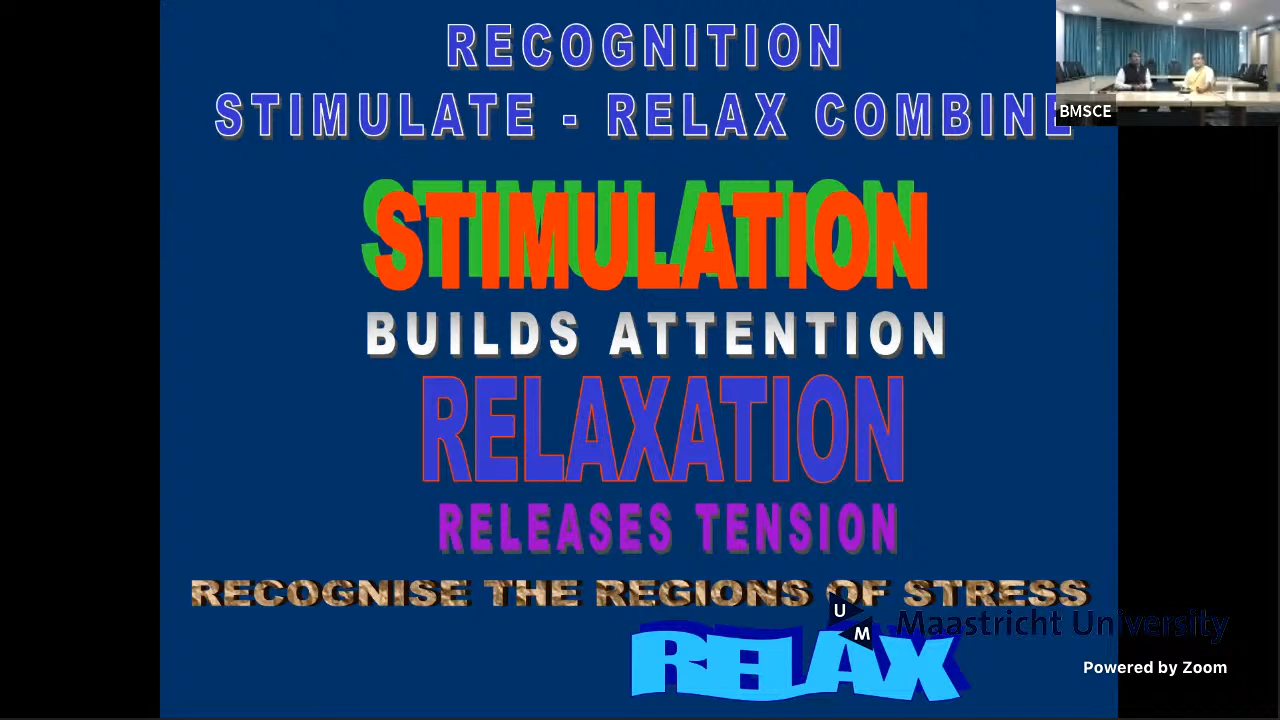 RECOGNITION
STIMULATE - RELAX COMBINE
BMSCE
STIMULATION
BUILDS ATTENTION
RELAXATION
RELEASES TENSION
RECOGNISE THE REGIONS OF STRESS
U
M
Maastricht University
RELAX
Powered by Zoom